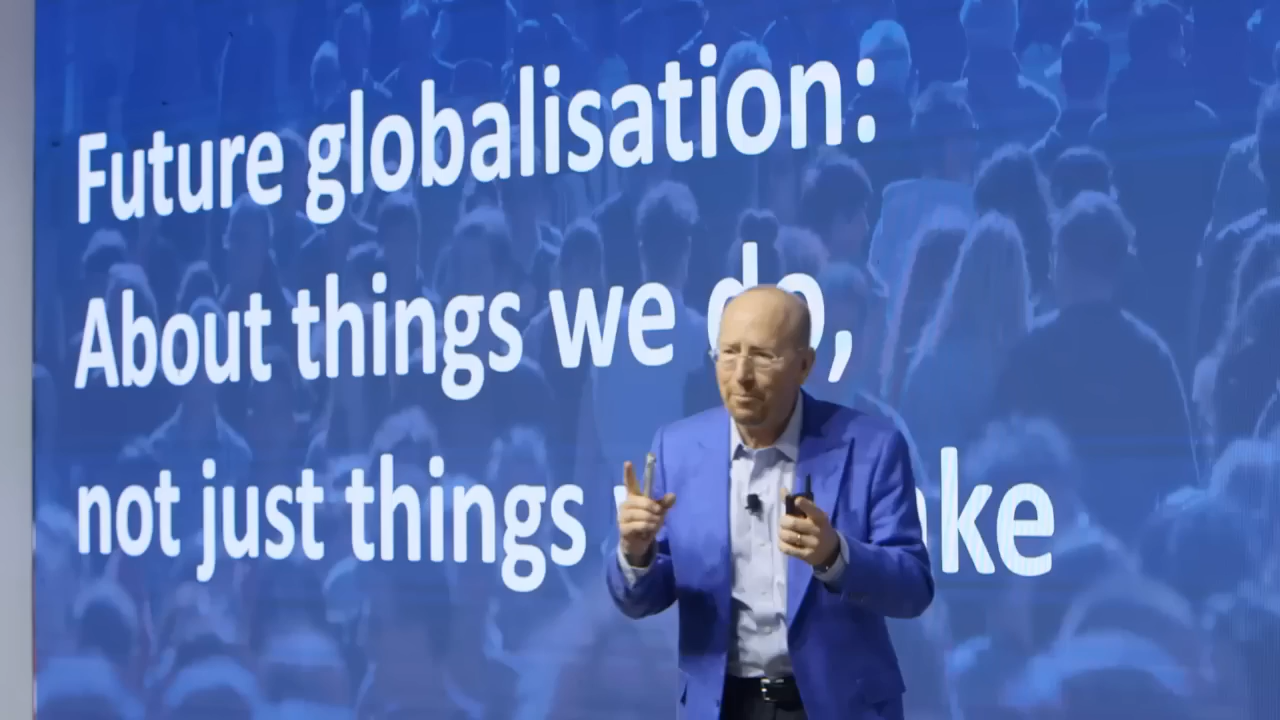 Future globalisation:
About things we do,
not just things